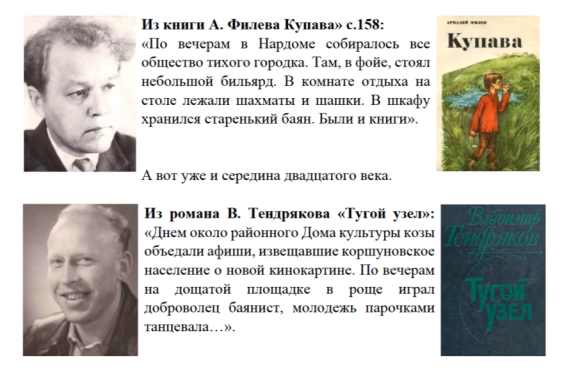 Из книги А. Филева Купава» с.158:
«По вечерам в Нардоме собиралось все
общество тихого городка. Там, в фойе, стоял
небольшой бильярд. В комнате отдыха на
столе лежали шахматы и шашки. В шкафу
хранился старенький баян. Были и книги».
АРКАДИЙ ФИЛЕВ
Купава
А вот уже и середина двадцатого века.
Из романа В. Тендрякова «Тугой узел»:
«Днем около районного Дома культуры козы
объедали афиши, извещавшие коршуновское
население о новой кинокартине. По вечерам
на дощатой площадке в роще играл
доброволец баянист, молодежь парочками
танцевала…».
Владимир
Тендряков
Тугой
узел